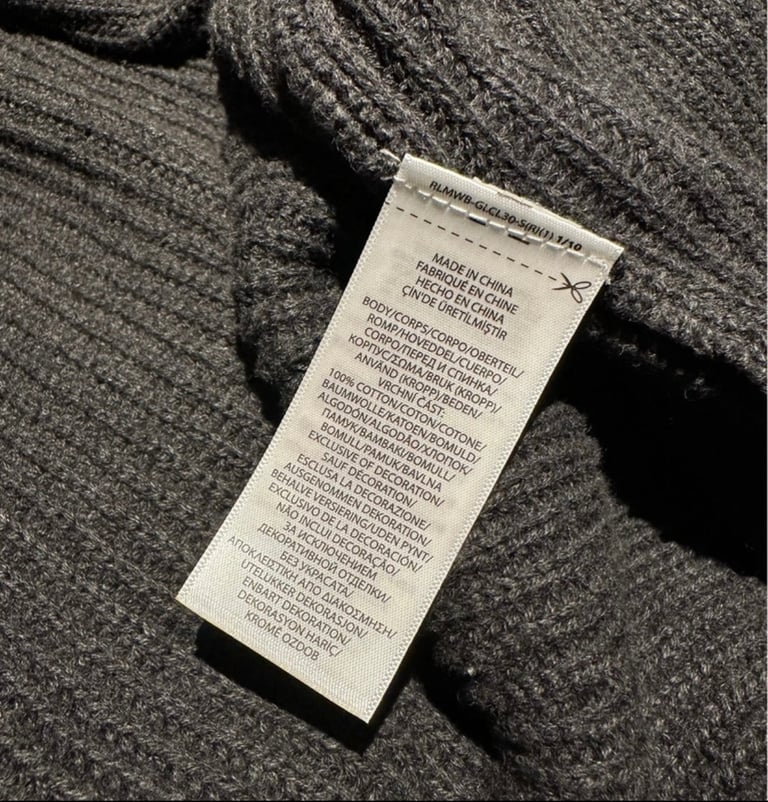 RLMWB-GLCL30-S(R)(1) 1/10
MADE IN CHINA
FABRIQUÉ EN CHINE
HECHO EN CHINA
ÇİN'DE ÜRETİLMİŞTİR
BODY/CORPS/CORPO/OBERTEIL/
ROMP/HOVEDDEL/CUERPO/
CORPO/ПЕРЕД И СПИНКА/
КОРПУС/ΣΩΜΑ/BRUK (KROPP)/
ANVÄND (KROPP)/BEDEN/
VRCHNÍ ČÁST:
100% COTTON/COTON/COTONE/
BAUMWOLLE/KATOEN/BOMULD/
ALGODÓN/ALGODÃO/ХЛОПОК/
ПАМУК/ΒΑΜΒΑΚΙ/BOMULL/
BOMULL/PAMUK/BAVLNA
EXCLUSIVE OF DECORATION/
SAUF DÉCORATION/
ESCLUSA LA DECORAZIONE/
AUSGENOMMEN DEKORATION/
BEHALVE VERSIERING/UDEN PYNT/
EXCLUSIVO DE LA DECORACIÓN/
NÃO INCLUI DECORAÇÃO/
ЗА ИСКЛЮЧЕНИЕМ
ДЕКОРАТИВНОЙ ОТДЕЛКИ/
БЕЗ УКРАСАТА/
ΑΠΟΚΛΕΙΣΤΙΚΗ ΑΠΟ ΔΙΑΚΟΣΜΗΣΗ/
UTELUKKER DEKORASJON/
ENBART DEKORATION/
DEKORASYON HARİÇ/
KROMĚ OZDOB